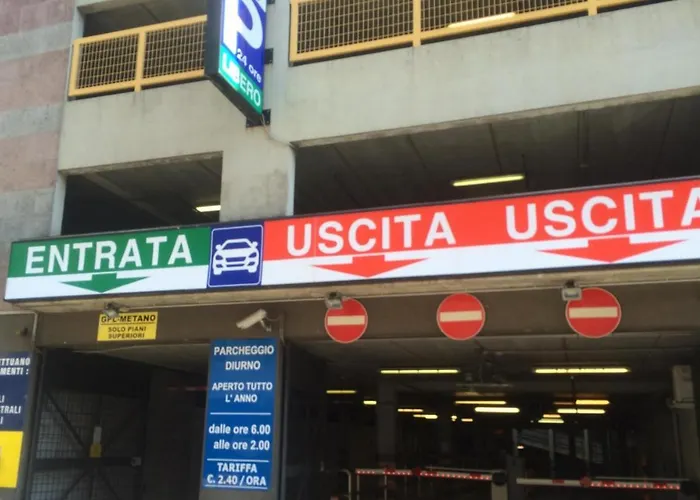 P
24 ore
LIBERO
ENTRATA
USCITA
USCITA
GPL-METANO
SOLO PIANI
SUPERIORI
PARCHEGGIO
DIURNO
APERTO TUTTO
L'ANNO
dalle ore 6.00
alle ore 2.00
TARIFFA
€. 2.40 / ORA